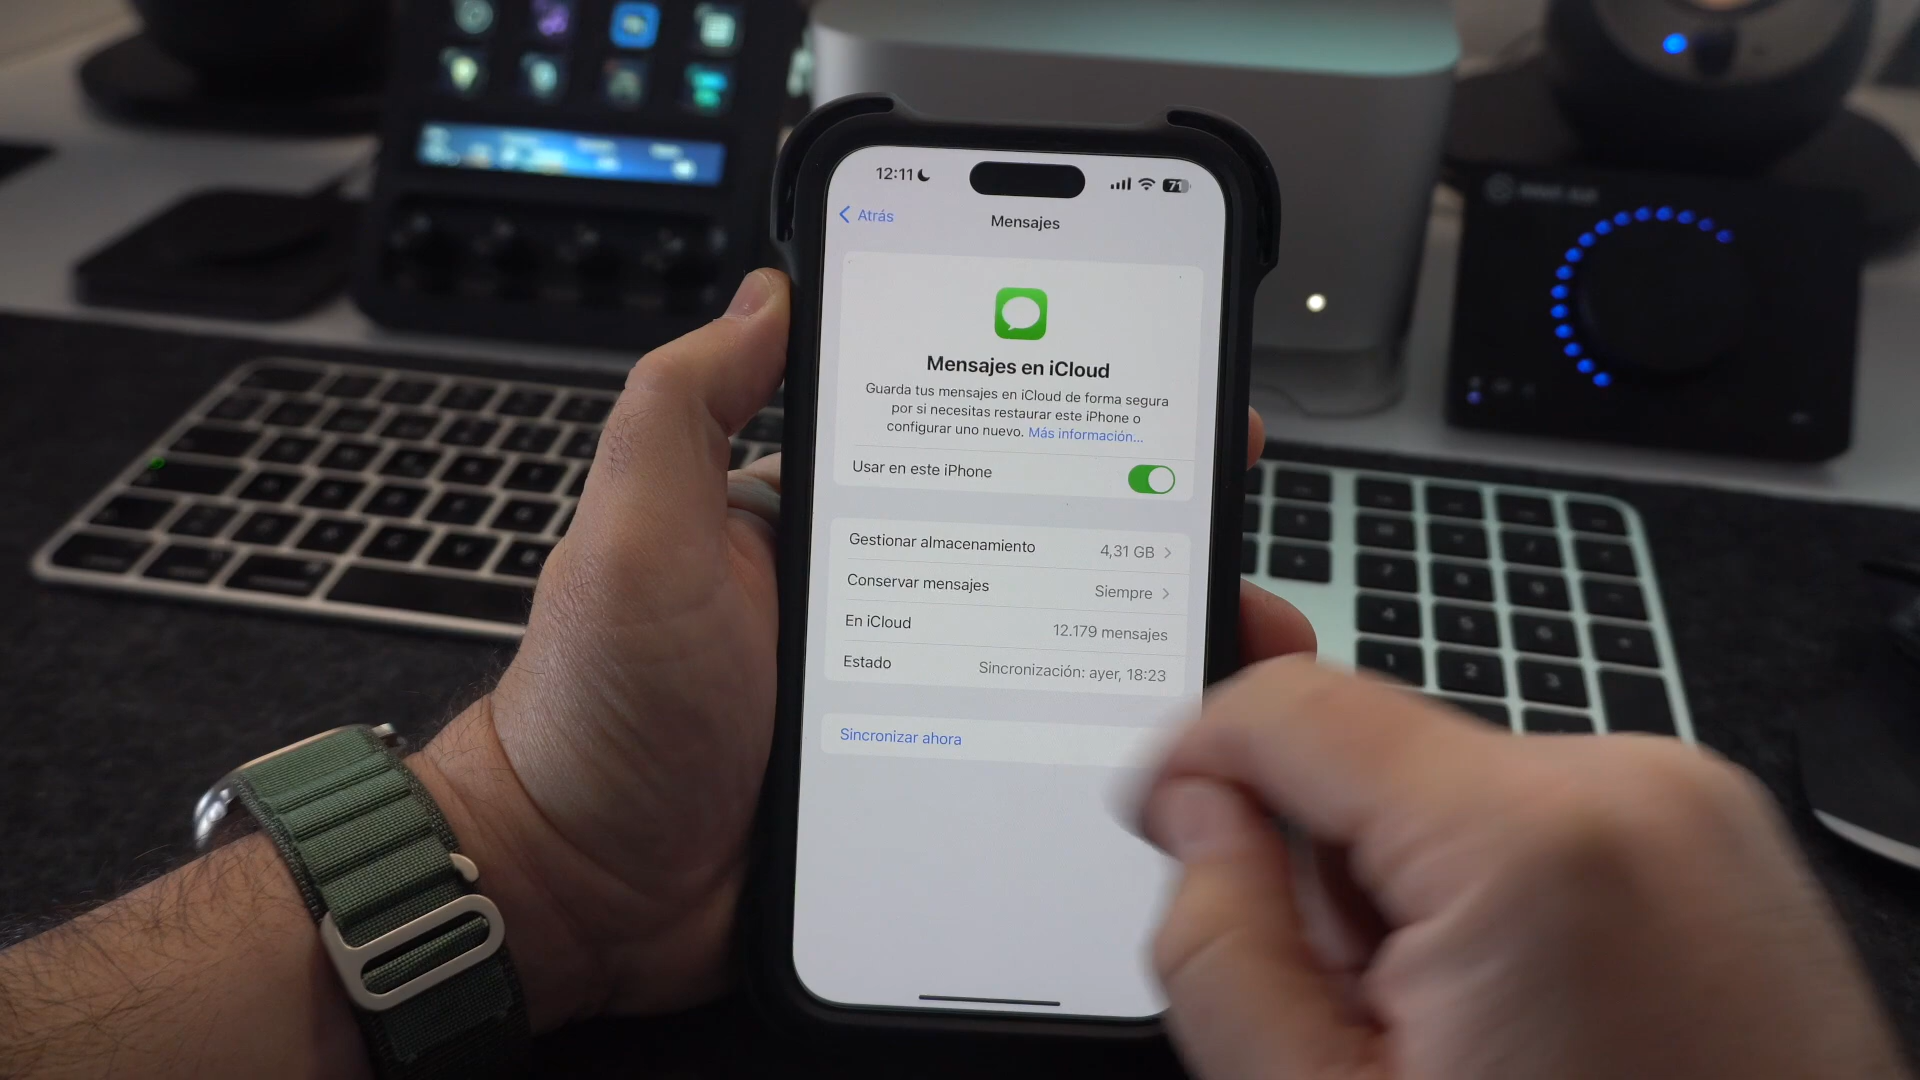 12:11
71
Atrás
Mensajes
Mensajes en iCloud
Guarda tus mensajes en iCloud de forma segura
por si necesitas restaurar este iPhone o
configurar uno nuevo. Más información...
Usar en este iPhone
Gestionar almacenamiento 4,31 GB
Conservar mensajes Siempre
En iCloud 12.179 mensajes
Estado Sincronización: ayer, 18:23
Sincronizar ahora